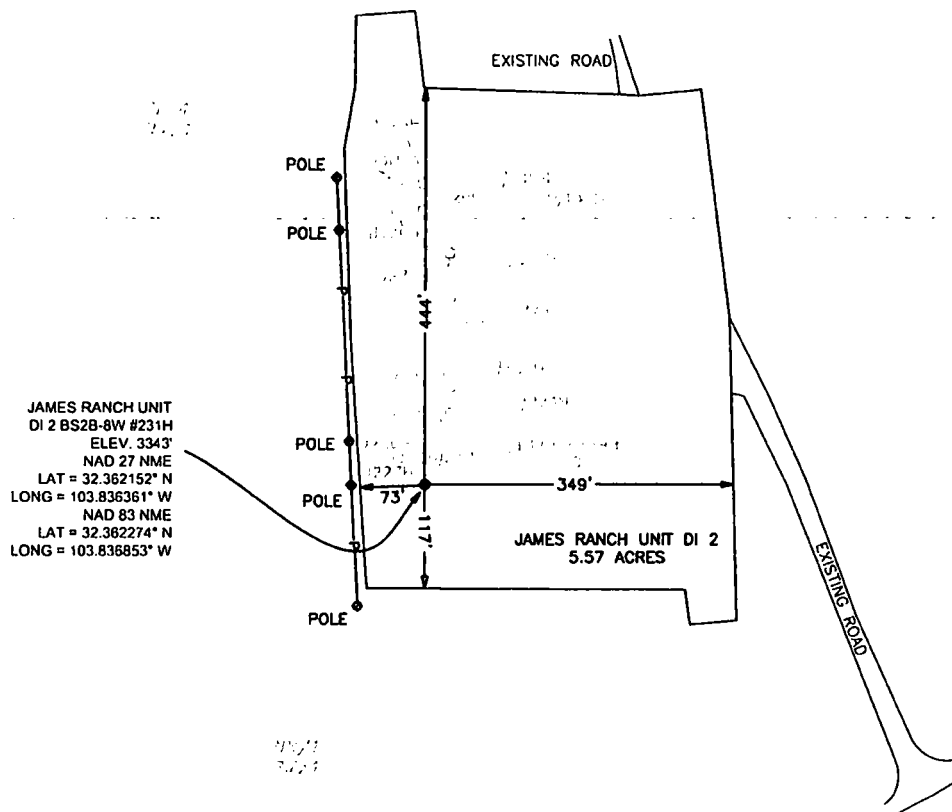 EXISTING ROAD
POLE
POLE
444'
JAMES RANCH UNIT
DI 2 BS2B-8W #231H
ELEV. 3343'
NAD 27 NME
LAT = 32.362152° N
LONG = 103.836361° W
NAD 83 NME
LAT = 32.362274° N
LONG = 103.836853° W
P
P
POLE
POLE
73'
349'
117'
P
JAMES RANCH UNIT DI 2
5.57 ACRES
EXISTING ROAD
POLE